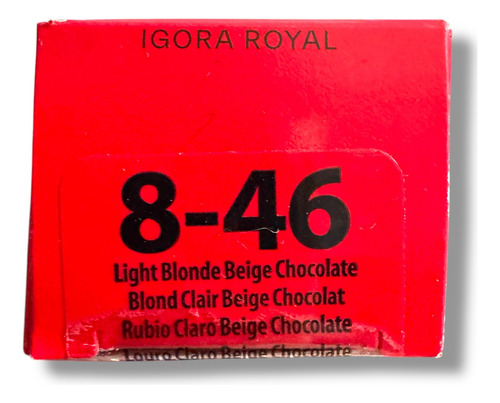 IGORA ROYAL
8-46
Light Blonde Beige Chocolate
Blond Clair Beige Chocolat
Rubio Claro Beige Chocolate
Louro Claro Beige Chocolate